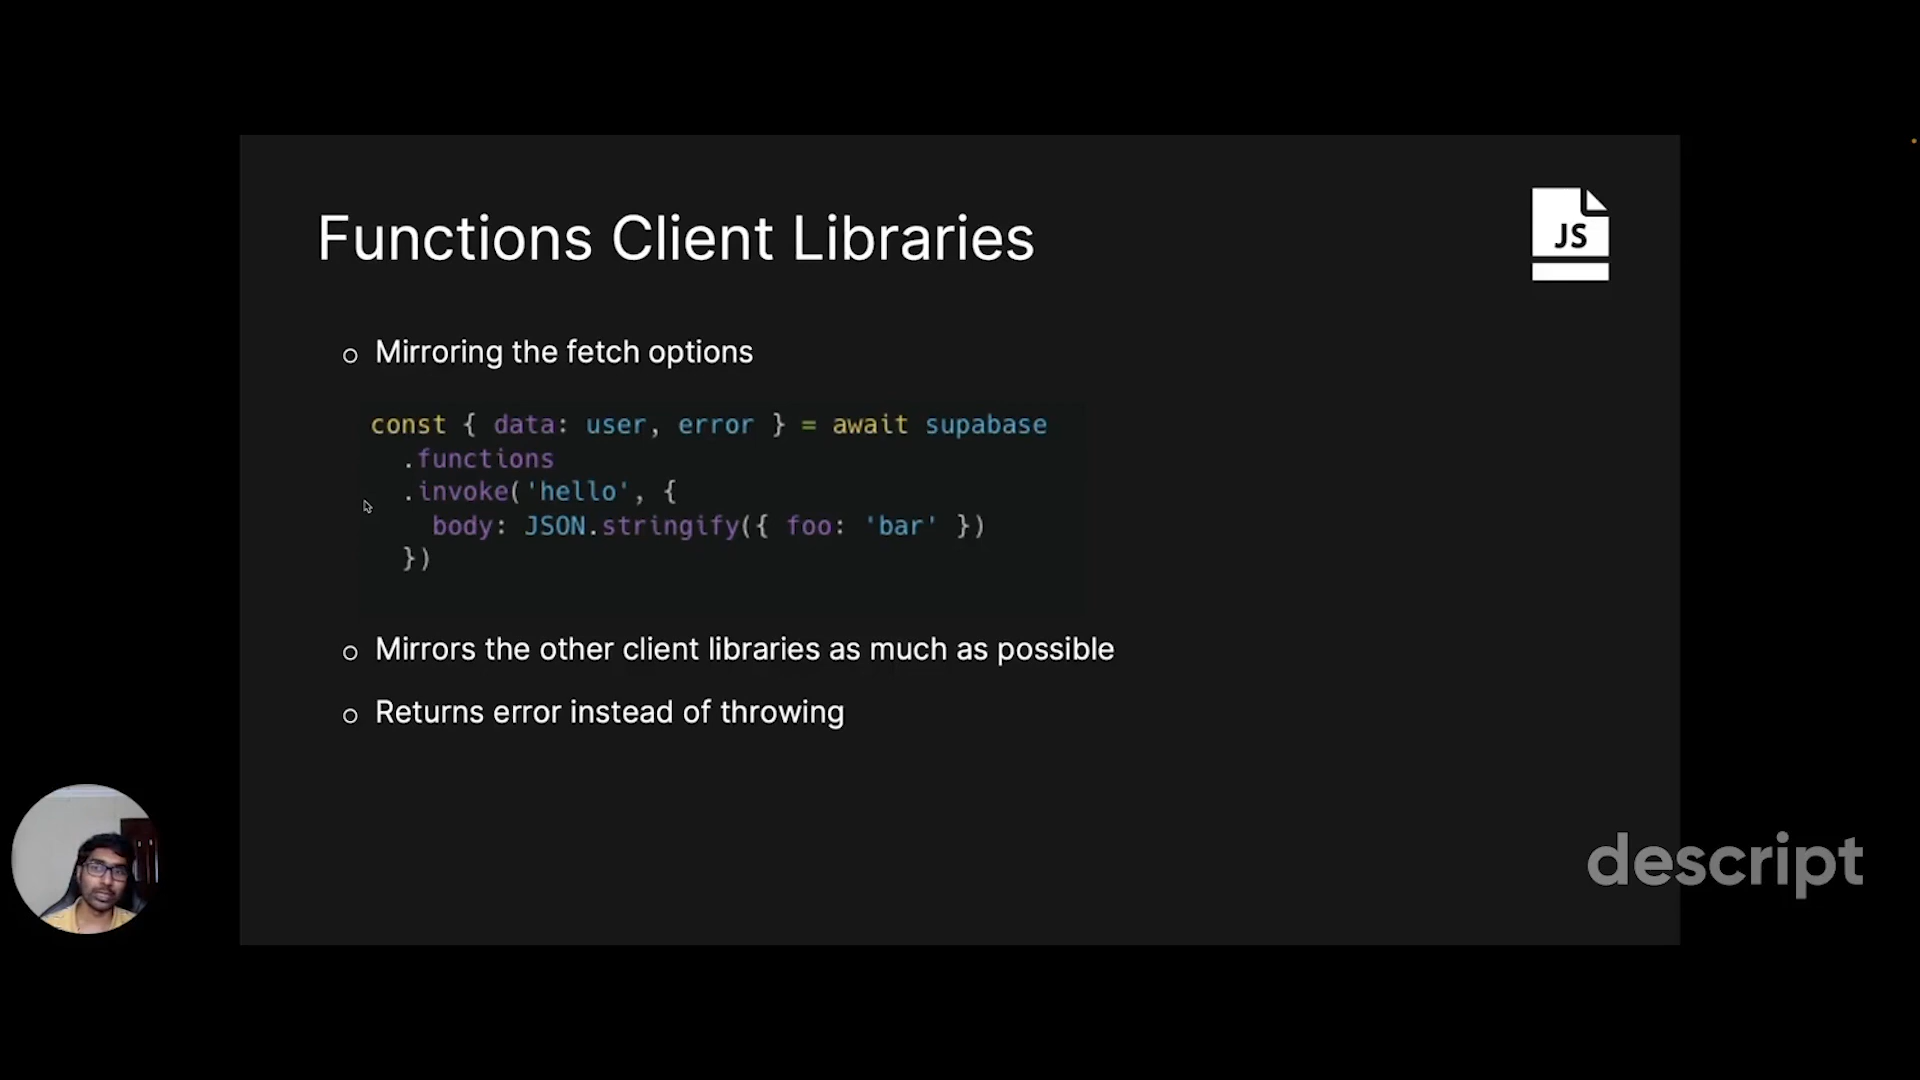 Functions Client Libraries
JS
Mirroring the fetch options
const { data: user, error } = await supabase
.functions
.invoke('hello', {
body: JSON.stringify({ foo: 'bar' })
})
Mirrors the other client libraries as much as possible
Returns error instead of throwing
descript